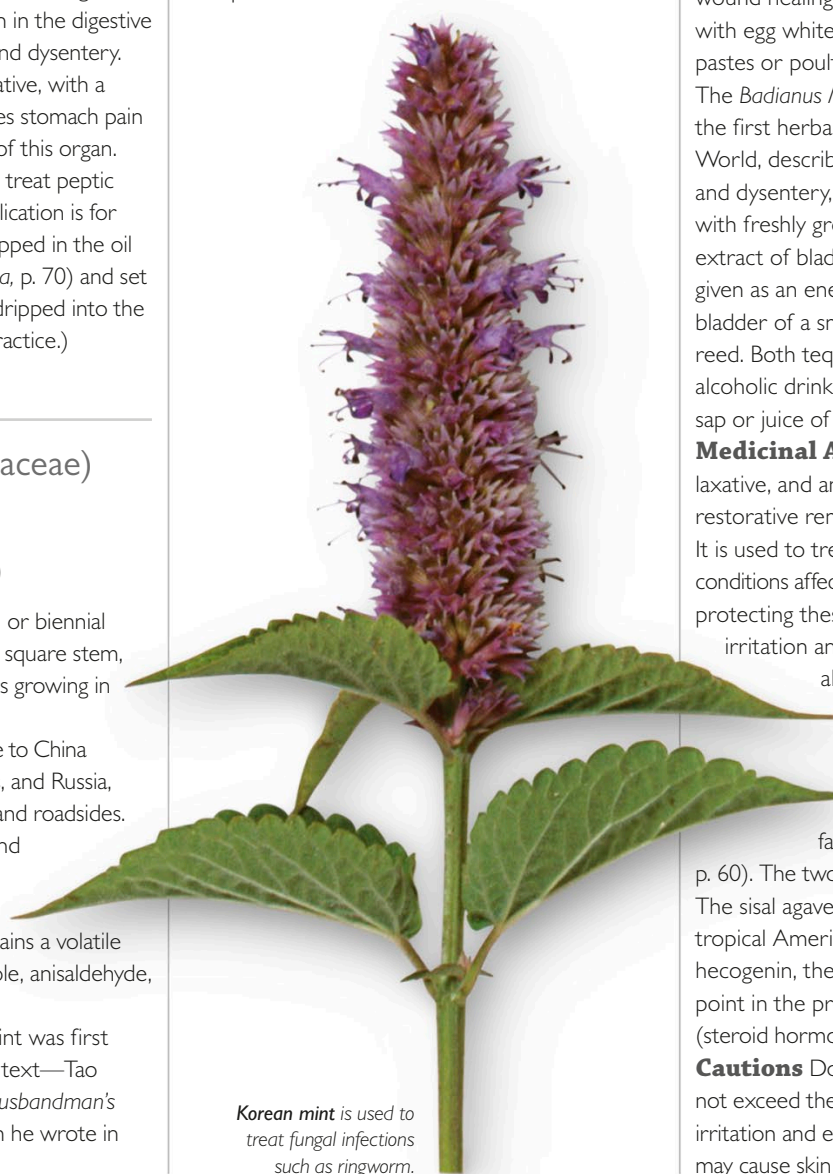 n in the digestive
nd dysentery.
ative, with a
es stomach pain
of this organ.
treat peptic
lication is for
pped in the oil
a, p. 70) and set
dripped into the
ractice.)
aceae)
)
or biennial
square stem,
s growing in
e to China
, and Russia,
and roadsides.
nd
ains a volatile
ole, anisaldehyde,
int was first
text—Tao
usbandman's
h he wrote in
Korean mint is used to
treat fungal infections
such as ringworm.
wound healing
with egg white
pastes or poult
The Badianus
the first herba
World, describ
and dysentery,
with freshly gr
extract of blad
given as an ene
bladder of a sm
reed. Both teq
alcoholic drink
sap or juice of
Medicinal A
laxative, and an
restorative rem
It is used to tre
conditions affec
protecting thes
irritation an
al
fa
p. 60). The two
The sisal agave
tropical Ameri
hecogenin, the
point in the pr
(steroid hormo
Cautions Do
not exceed the
irritation and e
may cause skin